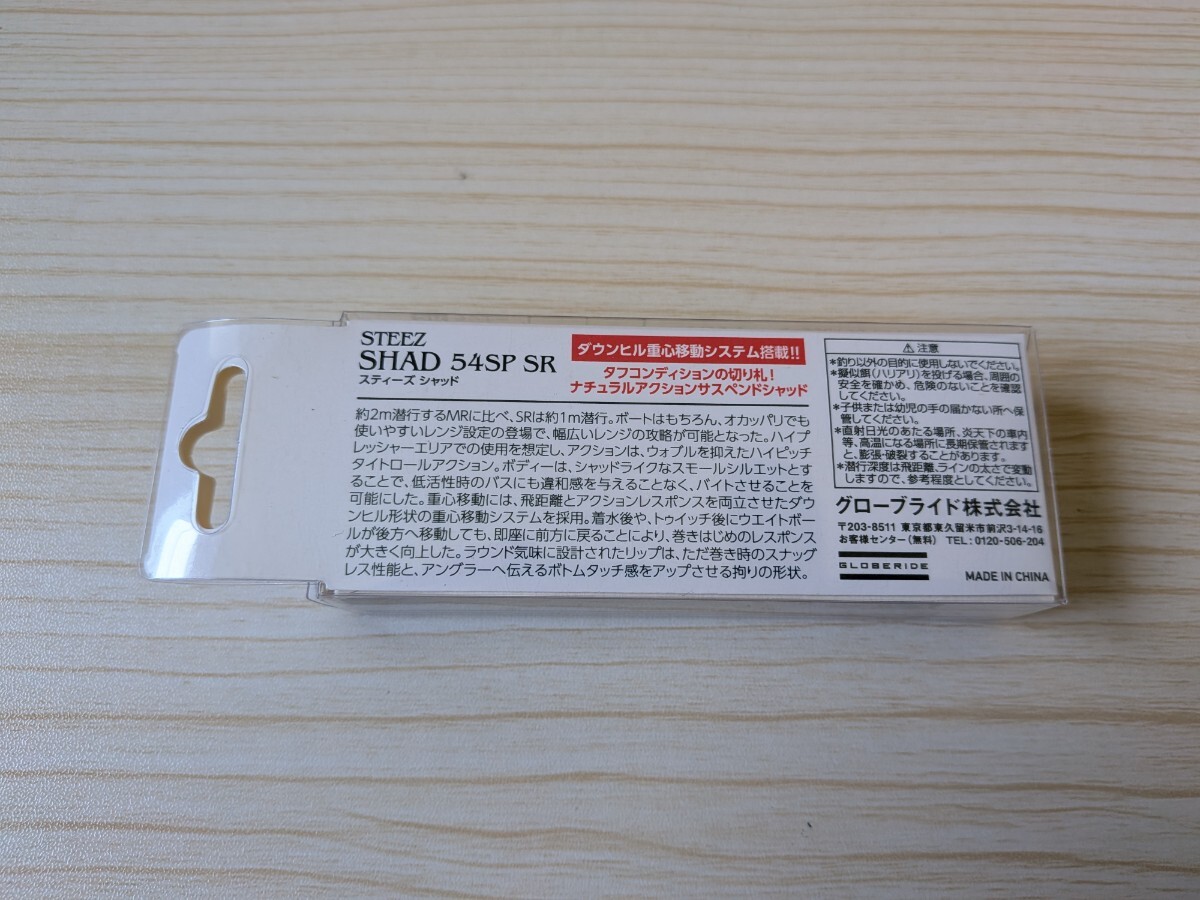 STEEZ
SHAD 54SP SR
スティーズ シャッド
ダウンヒル重心移動システム搭載!!
タフコンディションの切り札!
ナチュラルアクションサスペンドシャッド
約2m潜行するMRに比べ、SRは約1m潜行。ボートはもちろん、オカッパリでも
使いやすいレンジ設定の登場で、幅広いレンジの攻略が可能となった。ハイプ
レッシャーエリアでの使用を想定し、アクションは、ウォブルを抑えたハイピッチ
タイトロールアクション。ボディーは、シャッドライクなスモールシルエットとす
ることで、低活性時のバスにも違和感を与えることなく、バイトさせることを
可能にした。重心移動には、飛距離とアクションレスポンスを両立させたダウ
ンヒル形状の重心移動システムを採用。着水後や、トゥイッチ後にウエイトボー
ルが後方へ移動しても、即座に前方に戻ることにより、巻きはじめのレスポンス
が大きく向上した。ラウンド気味に設計されたリップは、ただ巻き時のスナッグ
レス性能と、アングラーへ伝えるボトムタッチ感をアップさせる拘りの形状。
⚠注意
*釣り以外の目的に使用しないでください。
*擬似餌(ハリアリ)を投げる場合、周囲の
安全を確かめ、危険のないことを確認
してください。
*子供または幼児の手の届かない所へ保
管してください。
*直射日光のあたる場所、炎天下の車内
等、高温になる場所に長期保管されます
と、膨張・破裂することがあります。
*潜行深度は飛距離、ラインの太さで変動
しますので、参考程度としてください。
グローブライド株式会社
〒203-8511 東京都東久留米市前沢3-14-16
お客様センター(無料) TEL:0120-506-204
GLOBERIDE
MADE IN CHINA